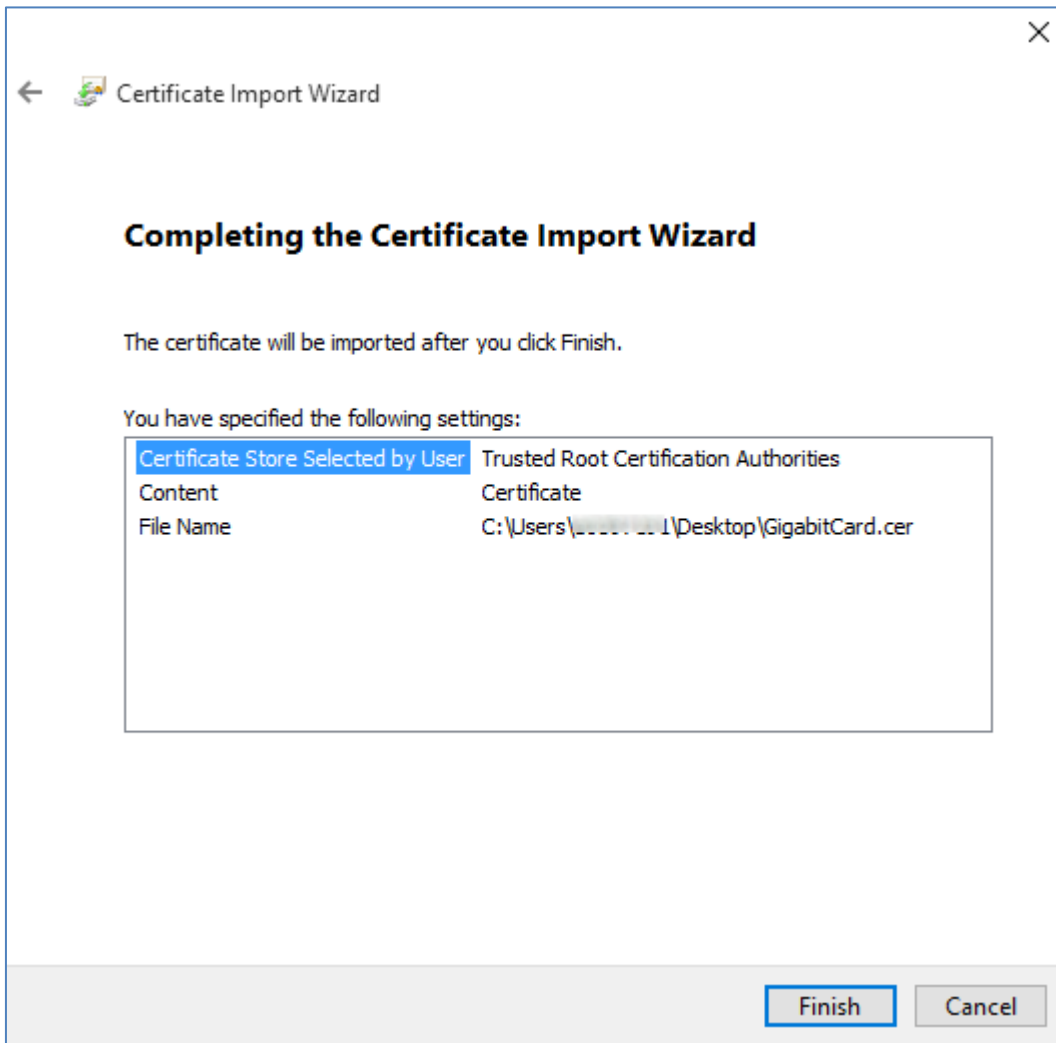 Certificate Import Wizard
Completing the Certificate Import Wizard
The certificate will be imported after you click Finish.
You have specified the following settings:
Certificate Store Selected by User Trusted Root Certification Authorities
Content Certificate
File Name C:\Users\ 1\Desktop\GigabitCard.cer
Finish Cancel